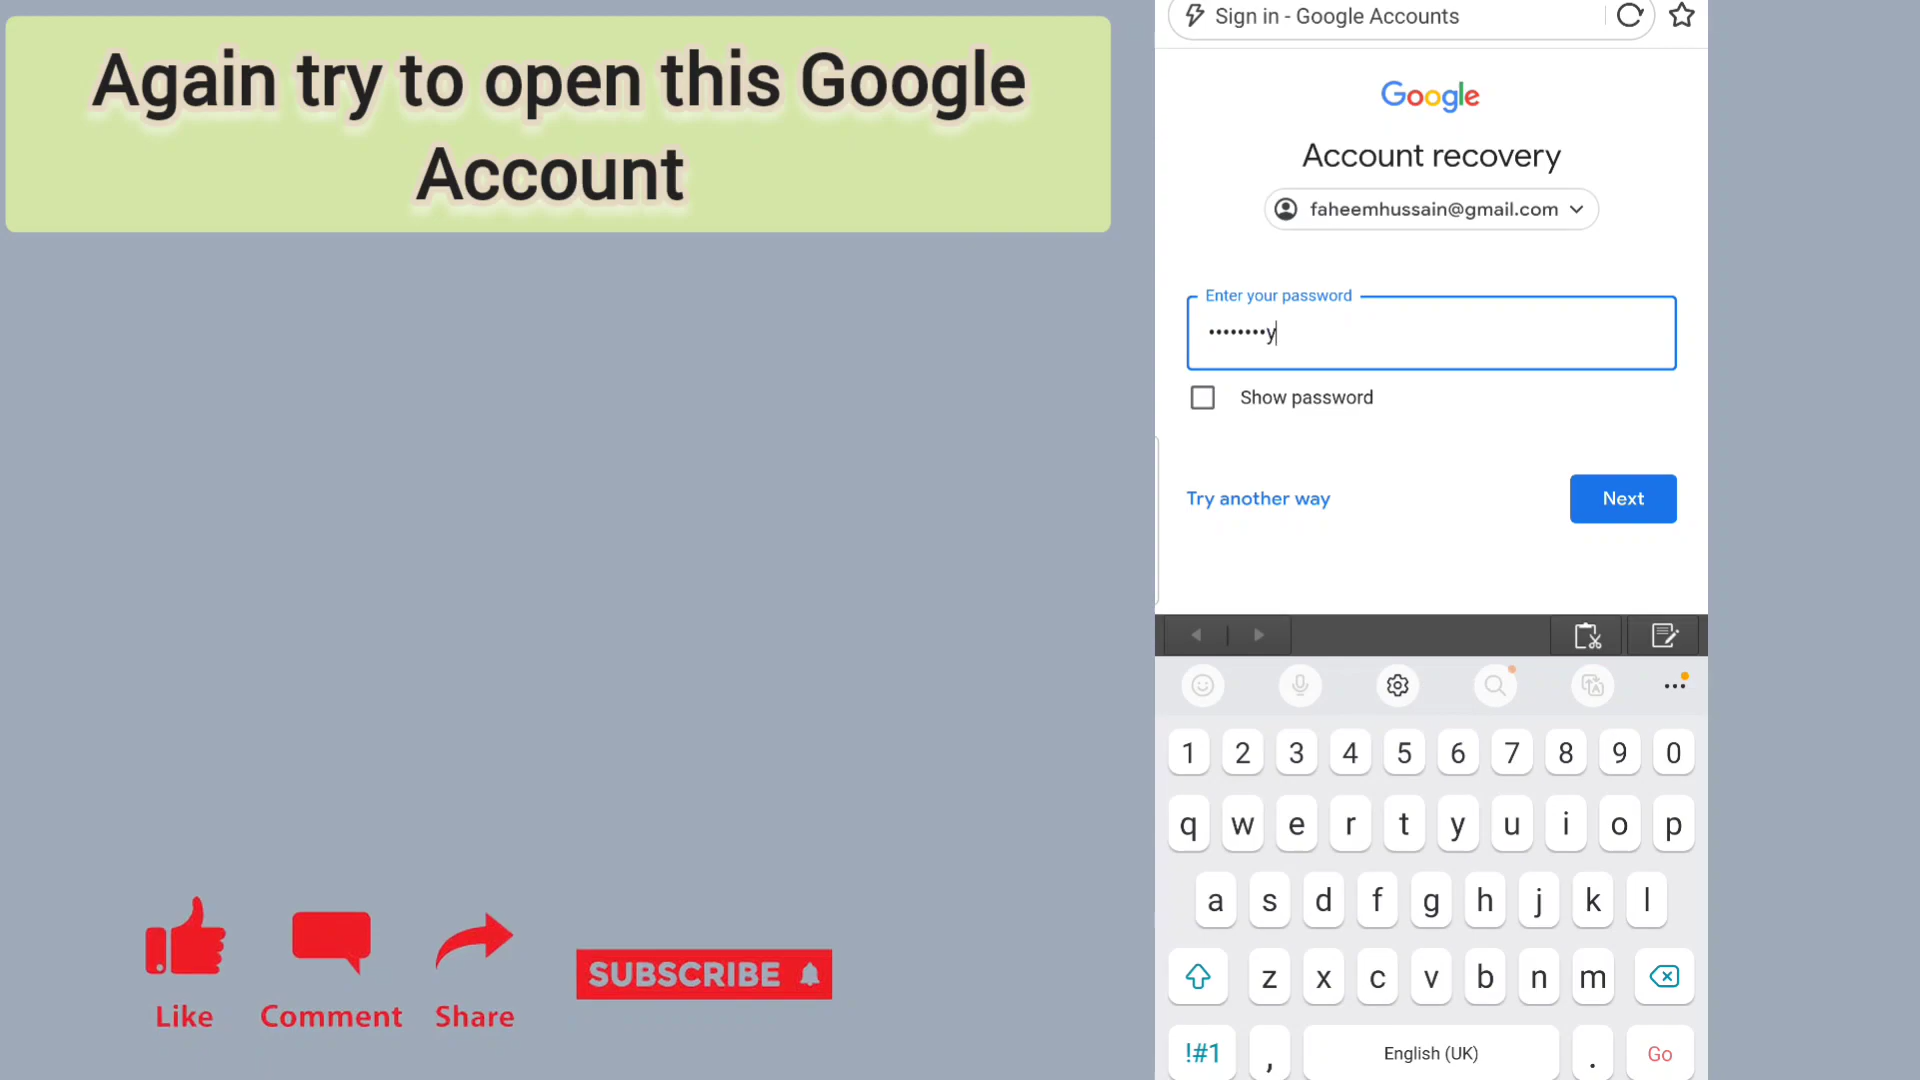 Again try to open this Google
Account
Like
Comment
Share
SUBSCRIBE
Sign in - Google Accounts
Google
Account recovery
faheemhussain@gmail.com
Enter your password
••••••••y
Show password
Try another way
Next
1 2 3 4 5 6 7 8 9 0
q w e r t y u i o p
a s d f g h j k l
z x c v b n m
!#1 , English (UK) . Go